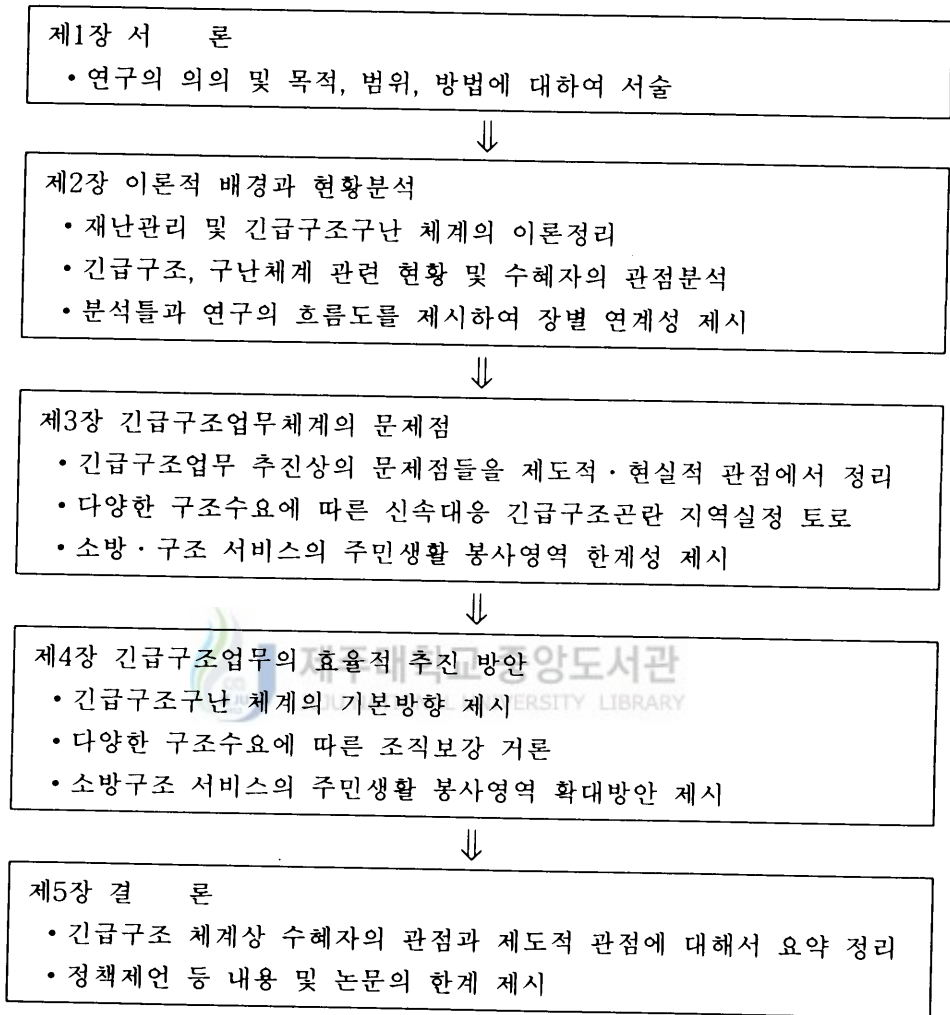 제1장 서 론
• 연구의 의의 및 목적, 범위, 방법에 대하여 서술
⇓
제2장 이론적 배경과 현황분석
• 재난관리 및 긴급구조구난 체계의 이론정리
• 긴급구조, 구난체계 관련 현황 및 수혜자의 관점분석
• 분석틀과 연구의 흐름도를 제시하여 장별 연계성 제시
⇓
제3장 긴급구조업무체계의 문제점
• 긴급구조업무 추진상의 문제점들을 제도적·현실적 관점에서 정리
• 다양한 구조수요에 따른 신속대응 긴급구조곤란 지역실정 토로
• 소방·구조 서비스의 주민생활 봉사영역 한계성 제시
⇓
제4장 긴급구조업무의 효율적 추진 방안
제주대학교 중앙도서관
• 긴급구조구난 체계의 기본방향 제시
JEJU NATIONAL UNIVERSITY LIBRARY
• 다양한 구조수요에 따른 조직보강 거론
• 소방구조 서비스의 주민생활 봉사영역 확대방안 제시
⇓
제5장 결 론
• 긴급구조 체계상 수혜자의 관점과 제도적 관점에 대해서 요약 정리
• 정책제언 등 내용 및 논문의 한계 제시